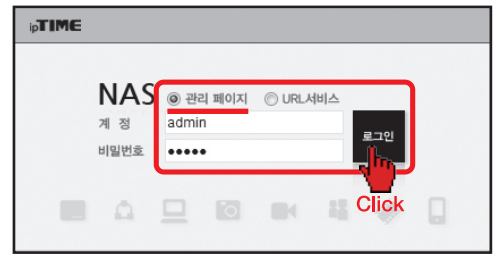 ipTIME
NAS
관리 페이지 URL서비스
계 정 admin
비밀번호 •••••
로그인
Click